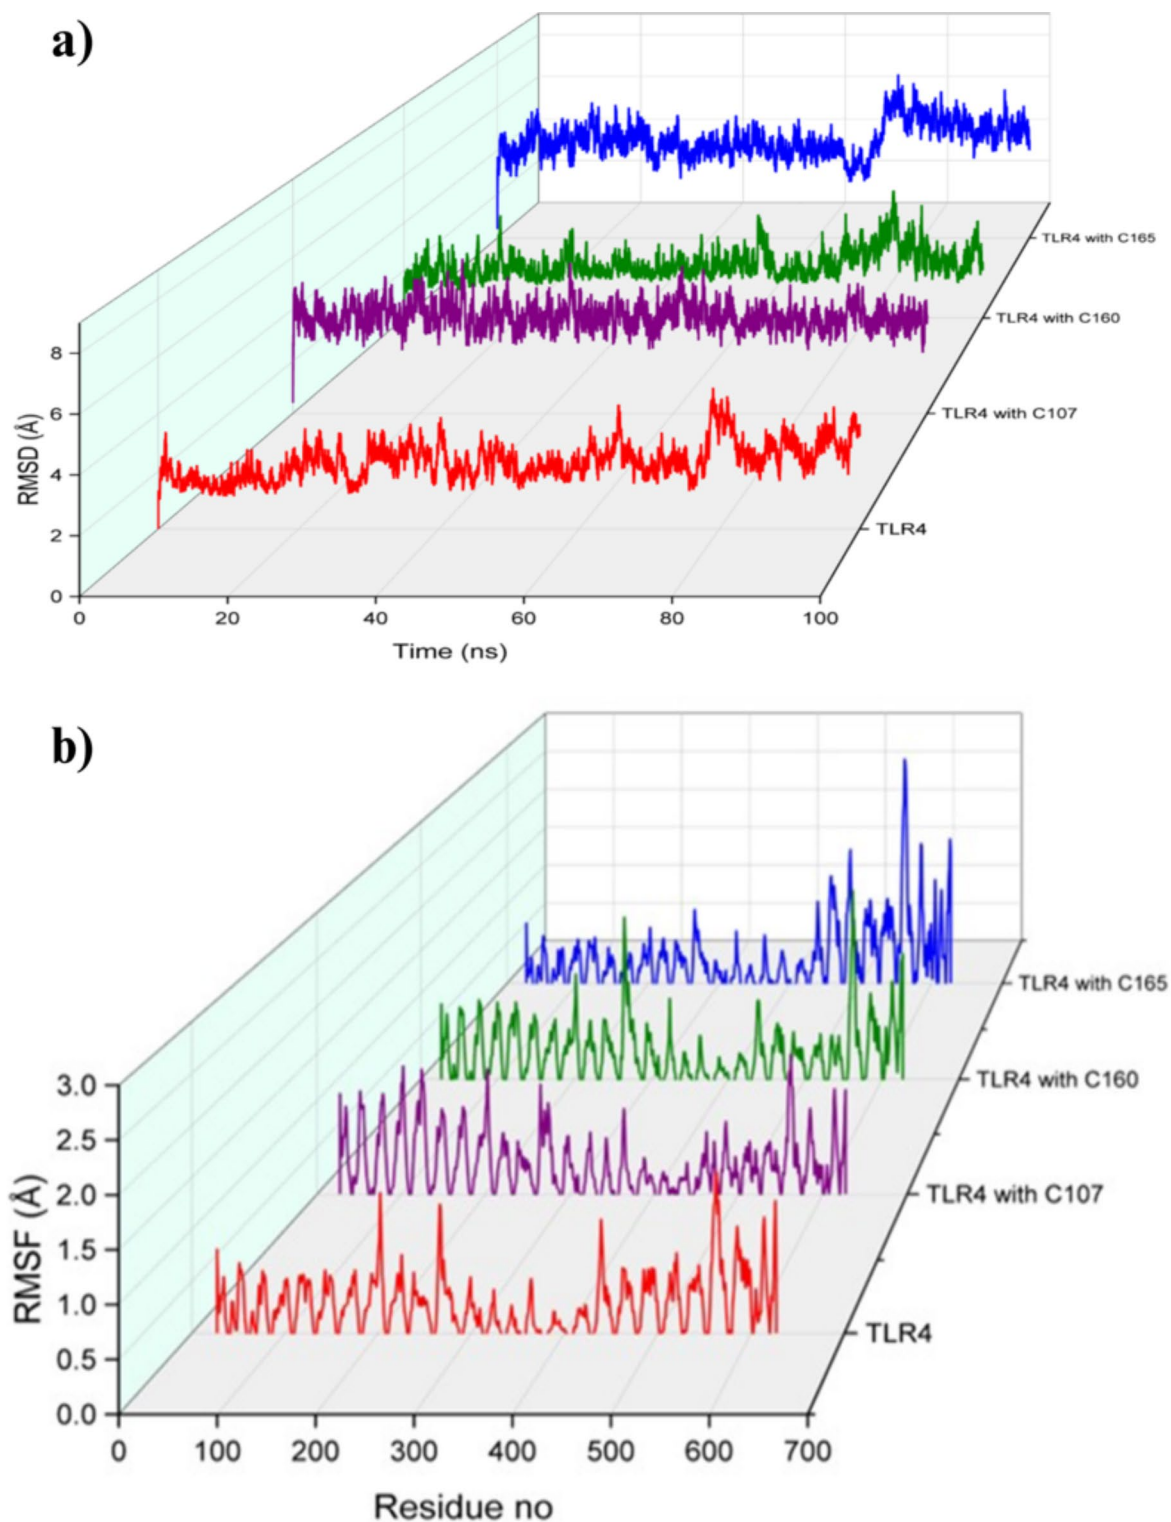 a)
TLR4 with C165
TLR4 with C160
TLR4 with C107
TLR4
RMSD (Å)
8
6
4
2
0
0 20 40 60 80 100
Time (ns)
b)
TLR4 with C165
TLR4 with C160
TLR4 with C107
TLR4
RMSF (Å)
3.0
2.5
2.0
1.5
1.0
0.5
0.0
0 100 200 300 400 500 600 700
Residue no